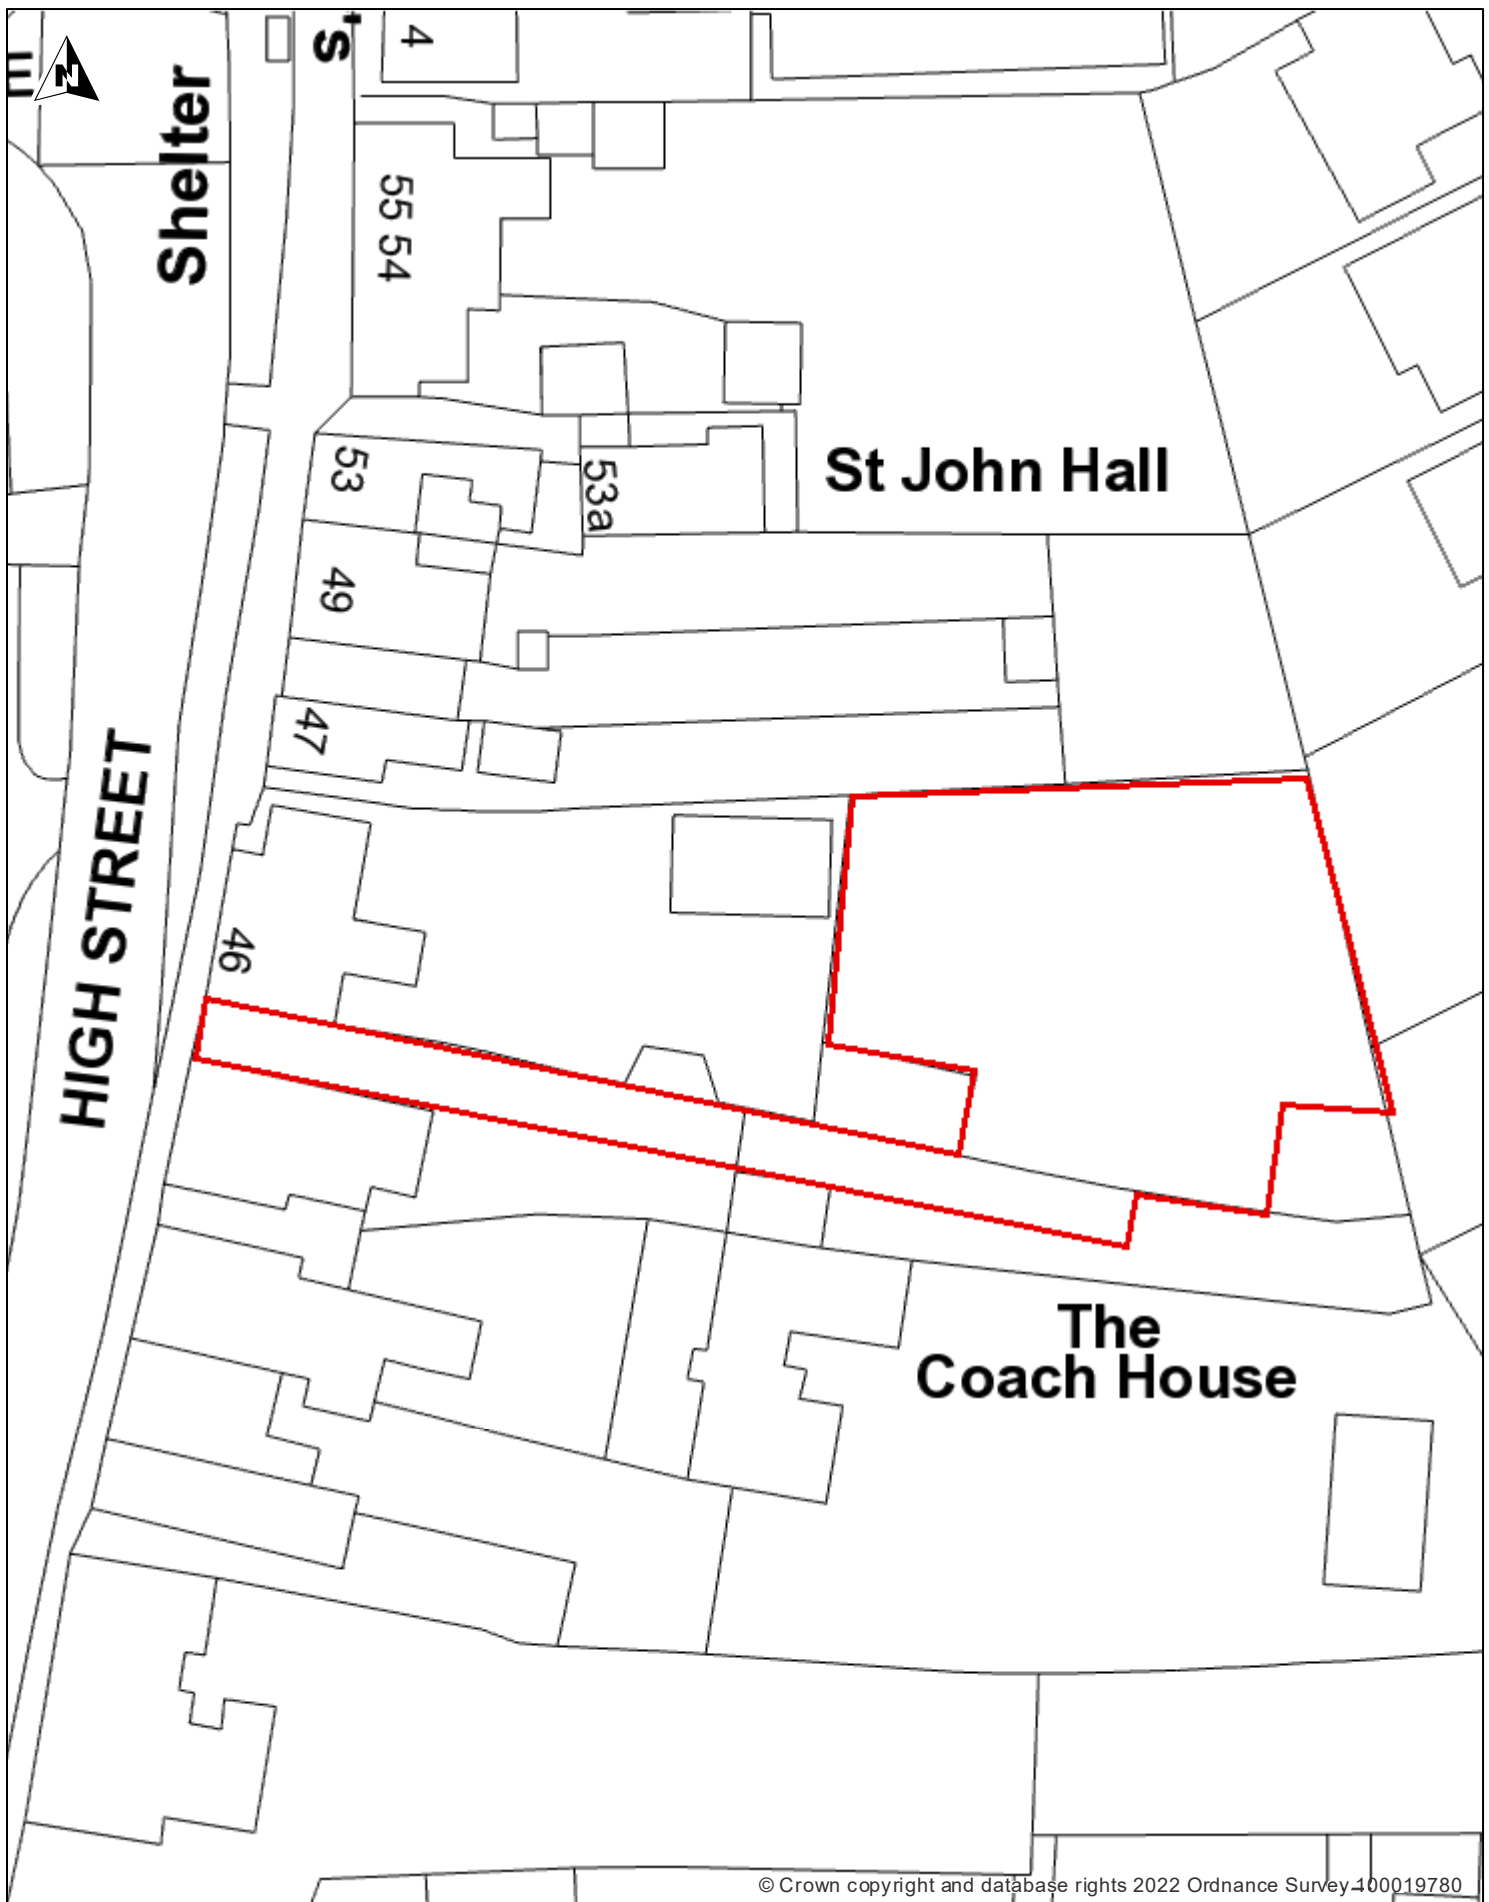 N
s'
4
Shelter
55 54
53
53a
St John Hall
49
47
HIGH STREET
46
The
Coach House
© Crown copyright and database rights 2022 Ordnance Survey 100019780